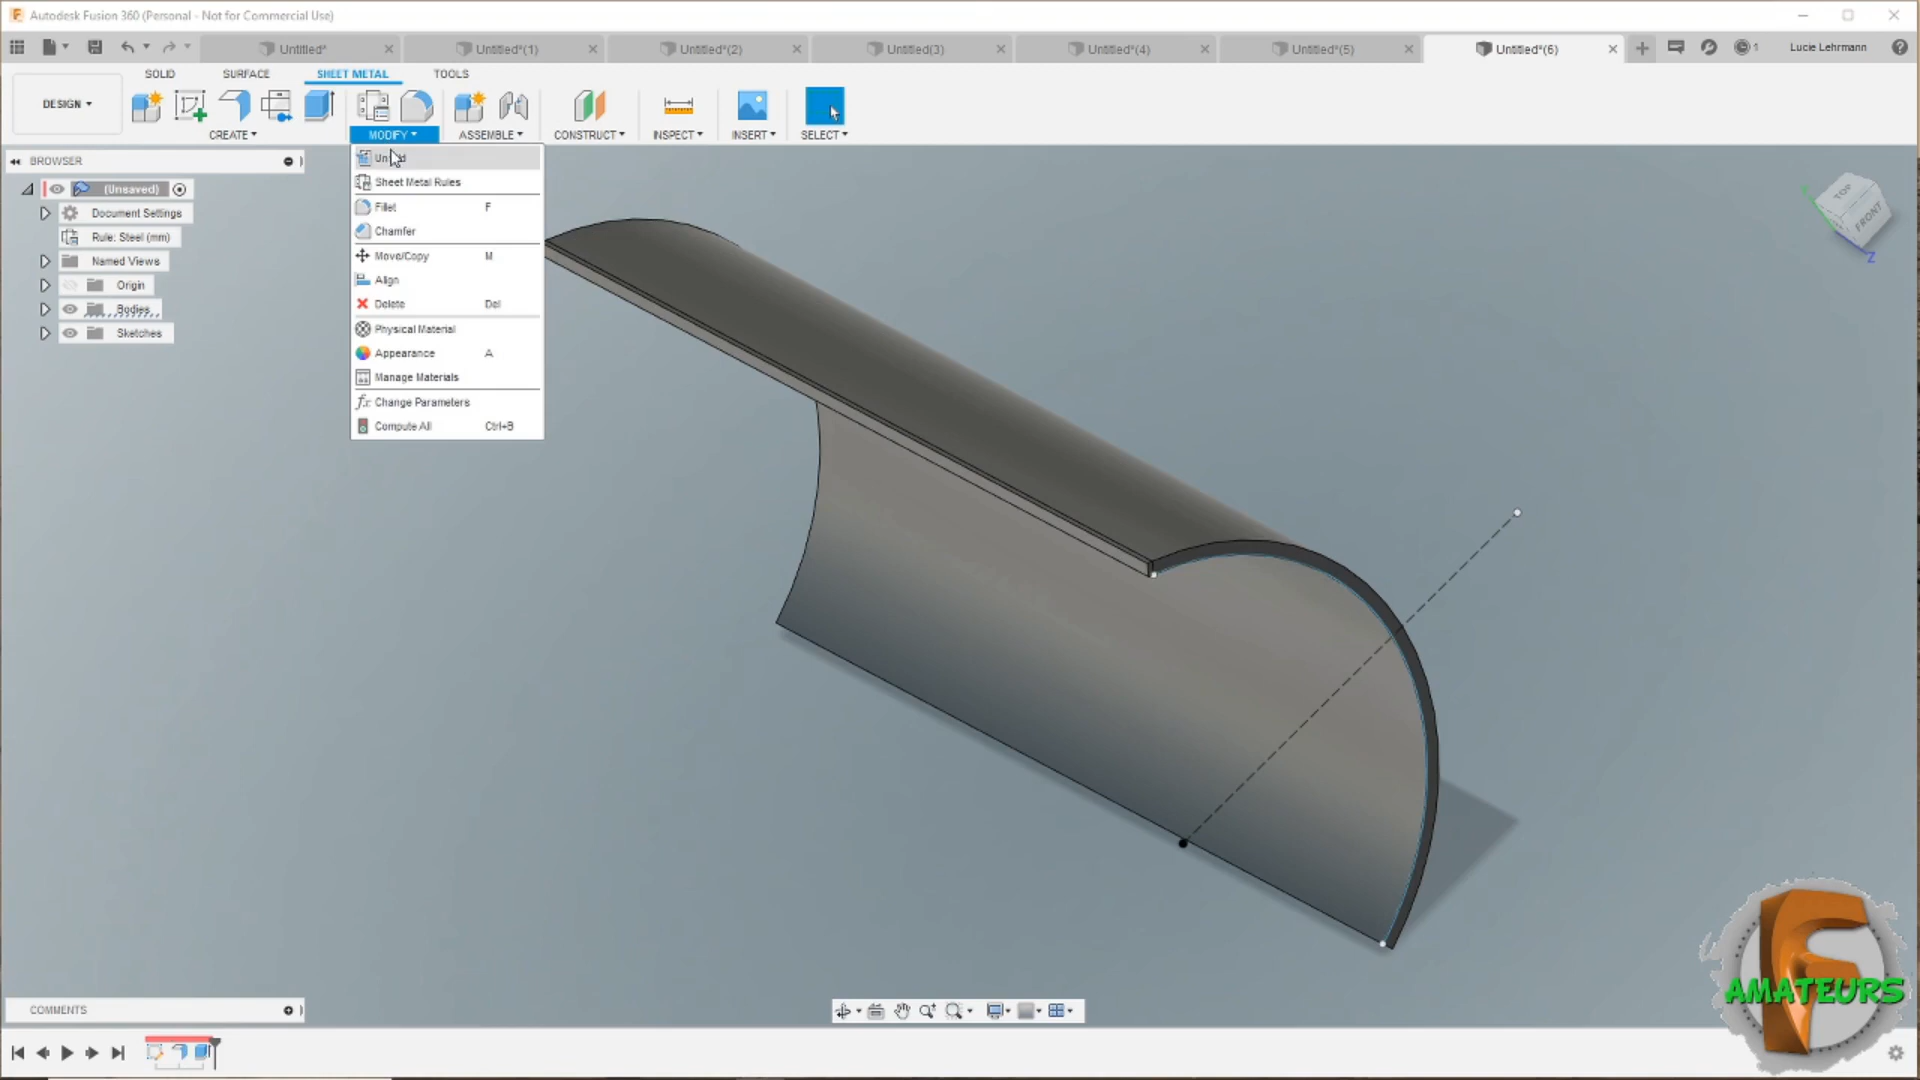 Autodesk Fusion 360 (Personal - Not for Commercial Use)
Untitled*
Untitled*(1)
Untitled*(2)
Untitled(3)
Untitled*(4)
Untitled*(5)
Untitled*(6)
1
Lucie Lehrmann
DESIGN
SOLID
SURFACE
SHEET METAL
TOOLS
CREATE
MODIFY
ASSEMBLE
CONSTRUCT
INSPECT
INSERT
SELECT
BROWSER
(Unsaved)
Document Settings
Rule: Steel (mm)
Named Views
Origin
Bodies
Sketches
Sheet Metal Rules
Fillet F
Chamfer
Move/Copy M
Align
Delete Del
Physical Material
Appearance A
Manage Materials
Change Parameters
Compute All Ctrl+B
TOP
FRONT
Z
COMMENTS
F
AMATEURS